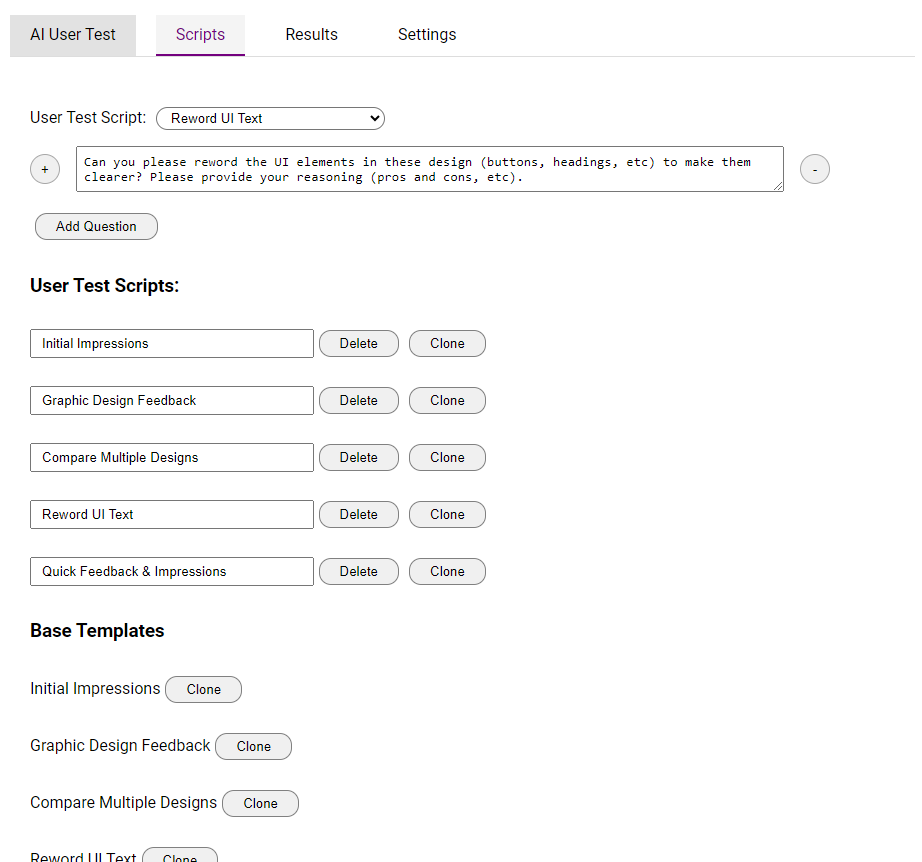 AI User Test Scripts Results Settings
User Test Script: Reword UI Text
+ Can you please reword the UI elements in these design (buttons, headings, etc) to make them
clearer? Please provide your reasoning (pros and cons, etc). -
Add Question
User Test Scripts:
Initial Impressions Delete Clone
Graphic Design Feedback Delete Clone
Compare Multiple Designs Delete Clone
Reword UI Text Delete Clone
Quick Feedback & Impressions Delete Clone
Base Templates
Initial Impressions Clone
Graphic Design Feedback Clone
Compare Multiple Designs Clone
Reword UI Text Clone